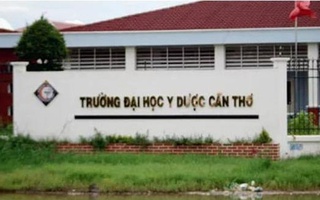 TRƯỜNG ĐẠI HỌC Y DƯỢC CẦN THƠ